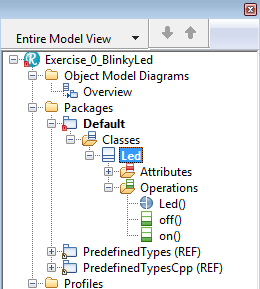 Entire Model View
Exercise_0_BlinkyLed
Object Model Diagrams
Overview
Packages
Default
Classes
Led
Attributes
Operations
Led()
off()
on()
PredefinedTypes (REF)
PredefinedTypesCpp (REF)
Profiles